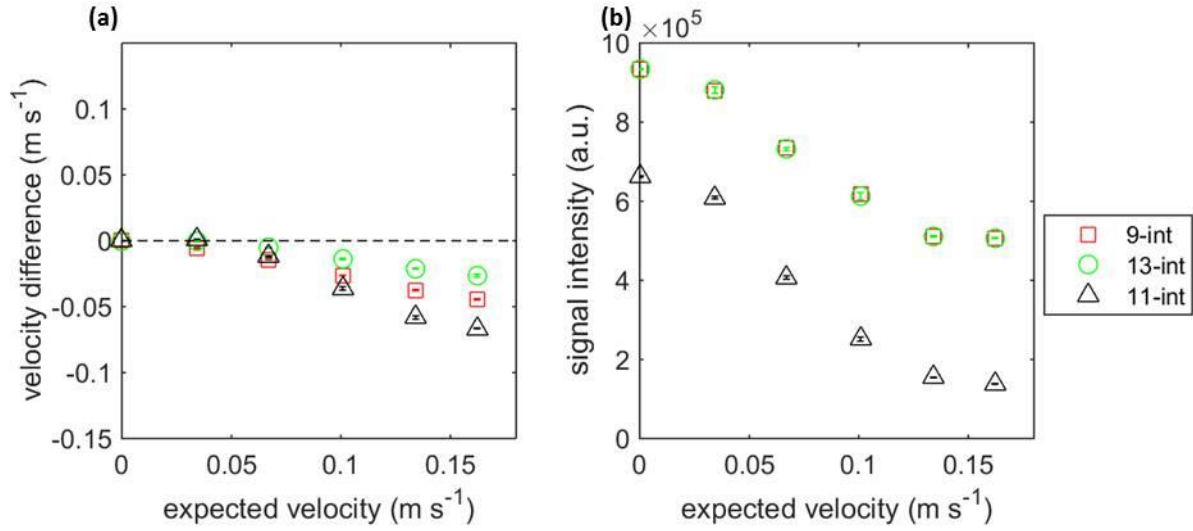 (a)
velocity difference (m s⁻¹)
0.1
0.05
0
-0.05
-0.1
-0.15
0
0.05
0.1
0.15
expected velocity (m s⁻¹)
(b)
×10⁵
signal intensity (a.u.)
10
8
6
4
2
0
0
0.05
0.1
0.15
expected velocity (m s⁻¹)
9-int
13-int
11-int